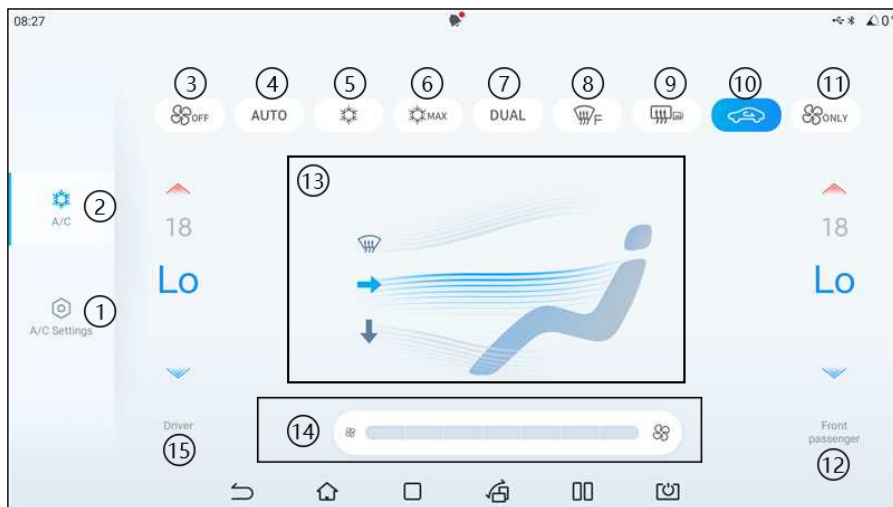 08:27
0°
3 4 5 6 7 8 9 10 11
OFF AUTO MAX DUAL F ONLY
13
2
A/C
18
18
Lo
Lo
1
A/C Settings
14
Driver
15
Front
passenger
12